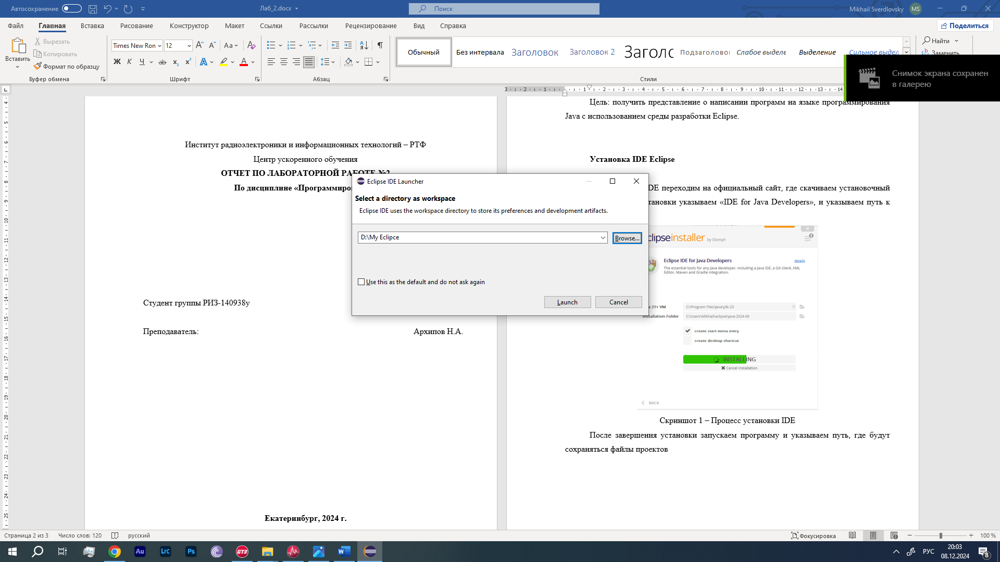 Автосохранение
Лаб_2.docx
Поиск
Mikhail Sverdlovsky
MS
Файл Главная Вставка Рисование Конструктор Макет Ссылки Рассылки Рецензирование Вид Справка
Поделиться
Вставить
Вырезать
Копировать
Формат по образцу
Буфер обмена
Times New Ron 12
Шрифт
Абзац
Обычный Без интервала Заголовок Заголовок 2 Заголо Подзаголово Слабое выделе Выделение Сильное выдел
Стили
Найти
Заменить
Снимок экрана сохранен
в галерею
Институт радиоэлектроники и информационных технологий – РТФ
Центр ускоренного обучения
ОТЧЕТ ПО ЛАБОРАТОРНОЙ РАБОТЕ №2
По дисциплине «Программиро
Студент группы РИЗ-140938у
Преподаватель: Архипов Н.А.
Екатеринбург, 2024 г.
Цель: получить представление о написании программ на языке программирования
Java с использованием среды разработки Eclipse.
Установка IDE Eclipse
DE переходим на официальный сайт, где скачиваем установочный
тановки указываем «IDE for Java Developers», и указываем путь к
Eclipse IDE Launcher
Select a directory as workspace
Eclipse IDE uses the workspace directory to store its preferences and development artifacts.
D:\My Eclipce
Browse...
Use this as the default and do not ask again
Launch
Cancel
clipseinstaller by Oomph
Eclipse IDE for Java Developers
details
The essential tools for any Java developer, including a Java IDE, a Git client, XML
Editor, Maven and Gradle integration.
a 21+ VM C:\Program Files\Java\jdk-23
Installation Folder C:\Users\Mikhail\eclipse\java-2024-09
create start menu entry
create desktop shortcut
INSTALLING
Cancel Installation
BACK
Скриншот 1 – Процесс установки IDE
После завершения установки запускаем программу и указываем путь, где будут
сохраняться файлы проектов
Страница 2 из 3 Число слов: 120 русский
Фокусировка
100 %
Au
LrC
Ps
GT3
РУС
20:03
08.12.2024
8